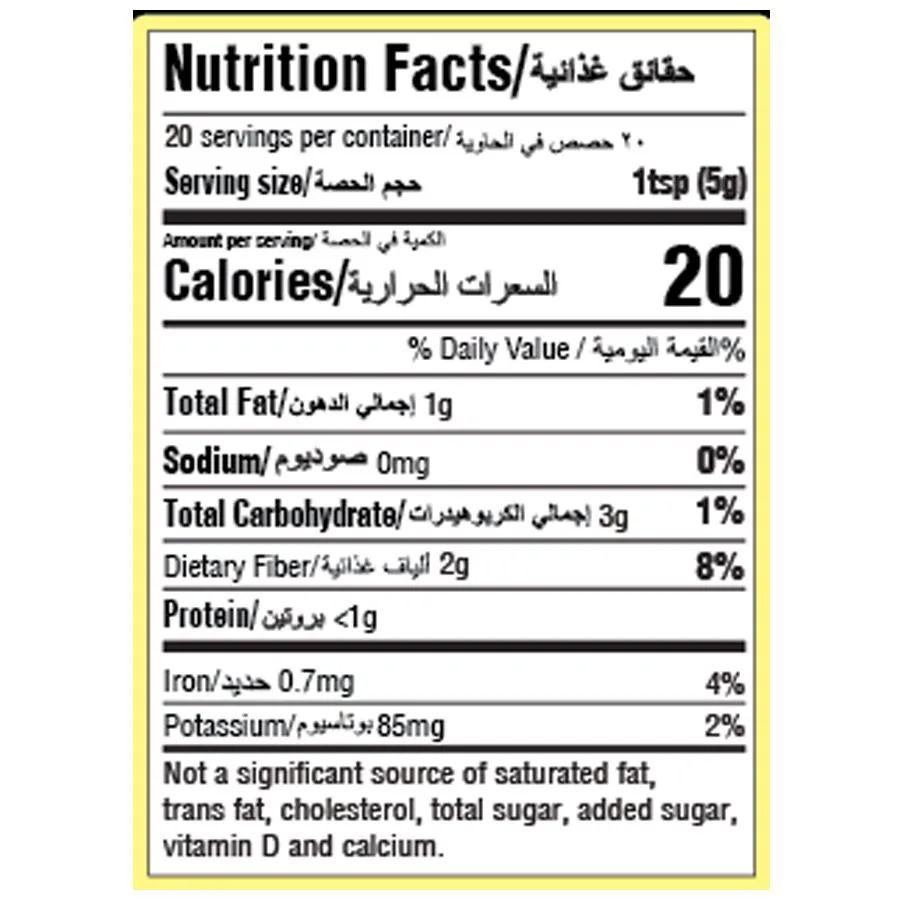 Nutrition Facts/حقائق غذائية
20 servings per container/ ٢٠ حصص في الحاوية
Serving size/حجم الحصة 1tsp (5g)
Amount per serving/ الكمية في الحصة
Calories/السعرات الحرارية 20
% Daily Value / القيمة اليومية%
Total Fat/إجمالي الدهون 1g 1%
Sodium/صوديوم 0mg 0%
Total Carbohydrate/إجمالي الكربوهيدرات 3g 1%
Dietary Fiber/ألياف غذائية 2g 8%
Protein/بروتين <1g
Iron/حديد 0.7mg 4%
Potassium/بوتاسيوم 85mg 2%
Not a significant source of saturated fat,
trans fat, cholesterol, total sugar, added sugar,
vitamin D and calcium.